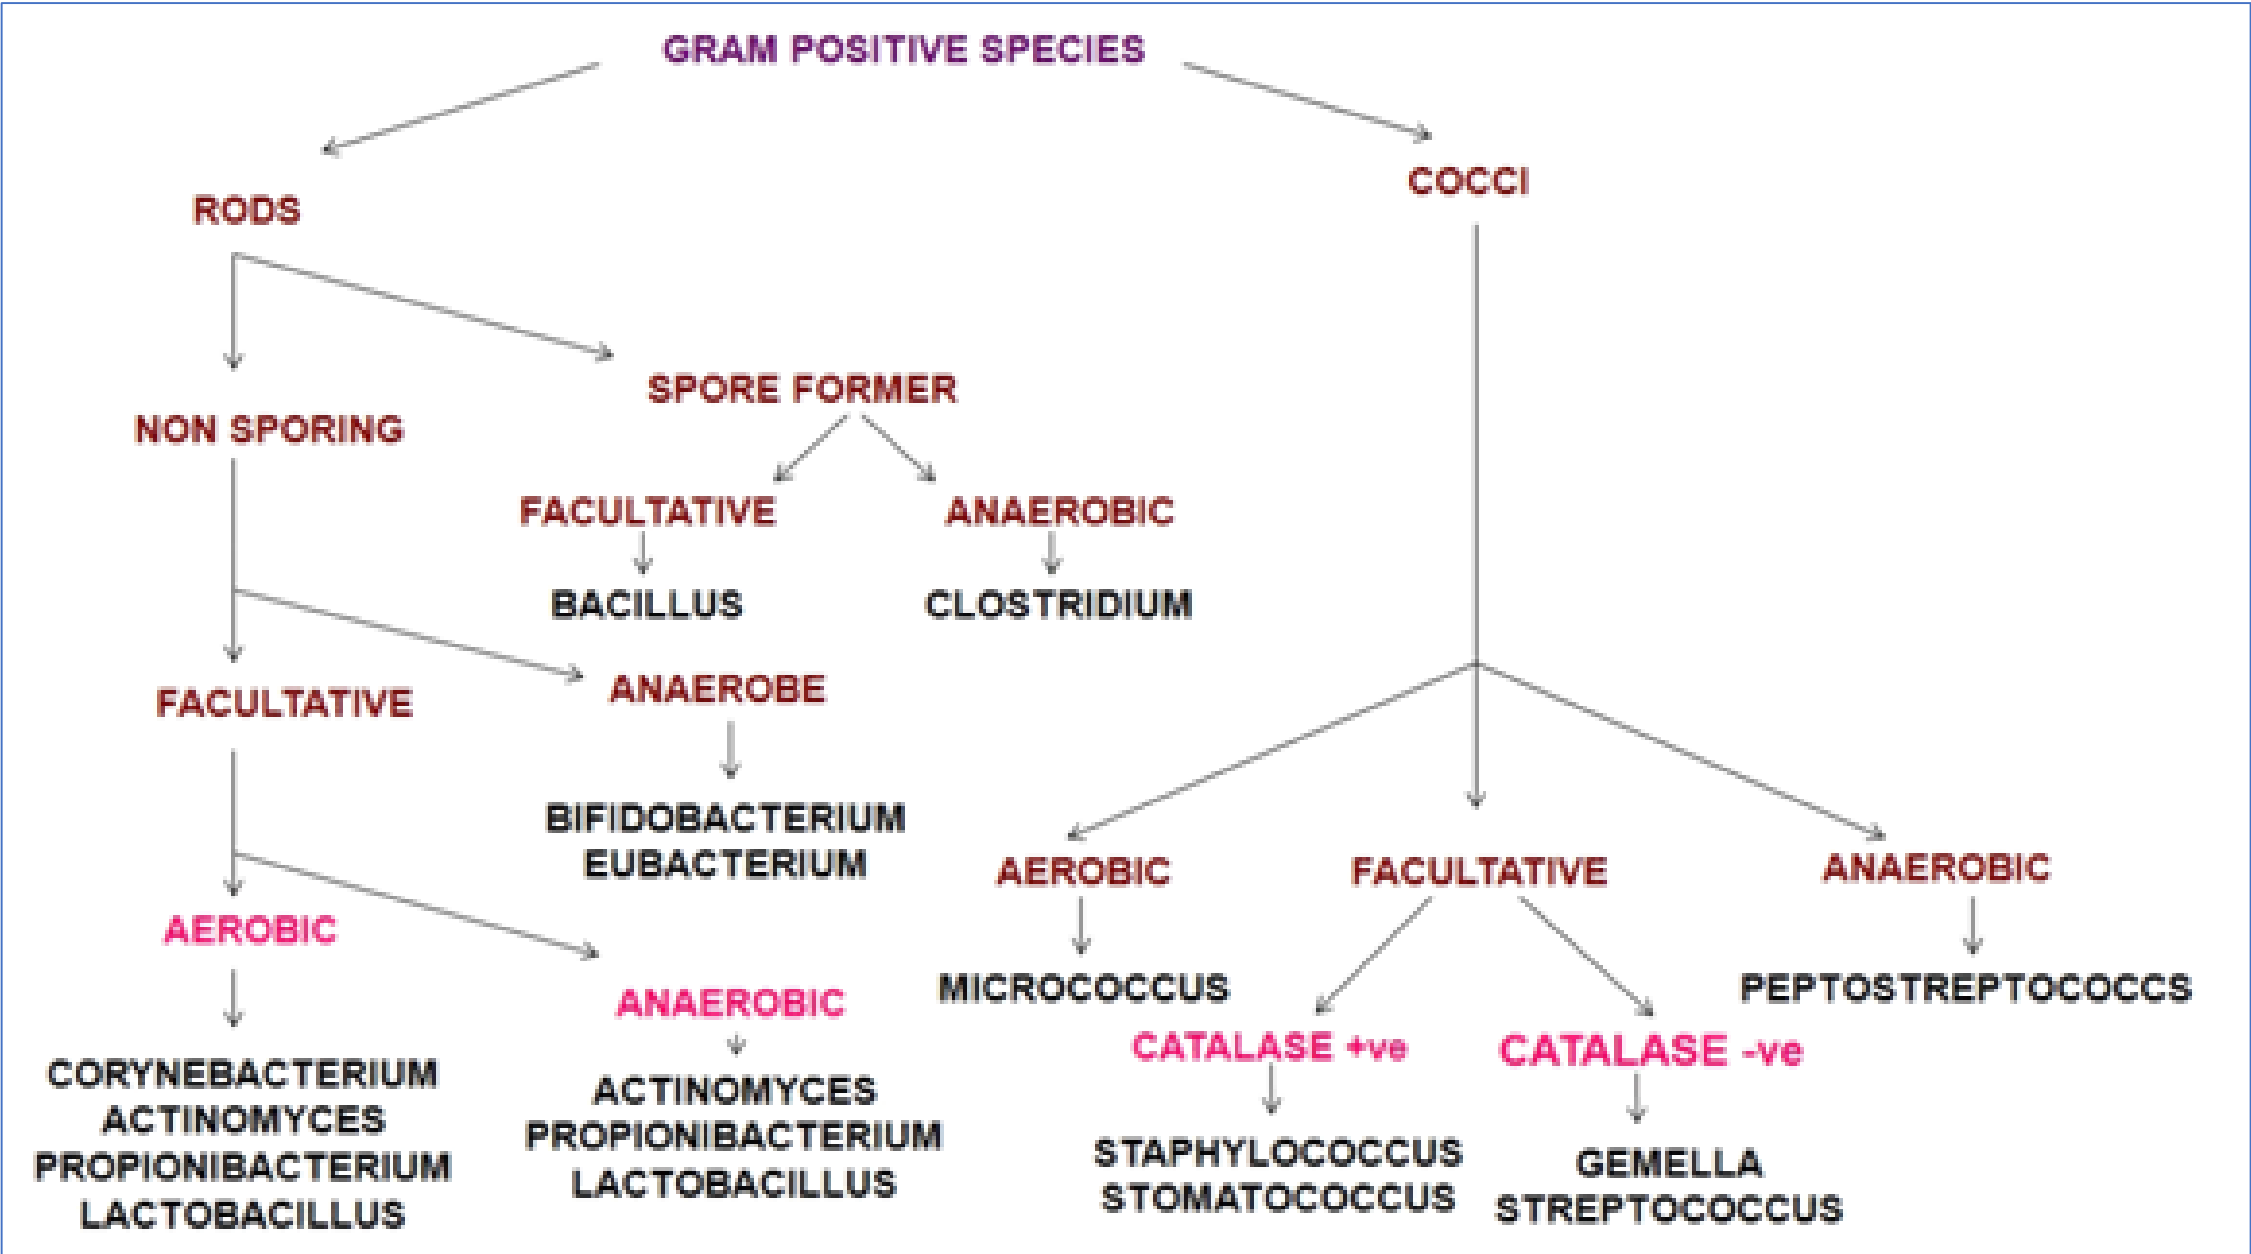 GRAM POSITIVE SPECIES
COCCI
RODS
SPORE FORMER
NON SPORING
FACULTATIVE
ANAEROBIC
BACILLUS
CLOSTRIDIUM
ANAEROBE
FACULTATIVE
BIFIDOBACTERIUM
EUBACTERIUM
AEROBIC
FACULTATIVE
ANAEROBIC
AEROBIC
MICROCOCCUS
PEPTOSTREPTOCOCCS
ANAEROBIC
CATALASE +ve
CATALASE -ve
CORYNEBACTERIUM
ACTINOMYCES
PROPIONIBACTERIUM
LACTOBACILLUS
ACTINOMYCES
PROPIONIBACTERIUM
LACTOBACILLUS
STAPHYLOCOCCUS
STOMATOCOCCUS
GEMELLA
STREPTOCOCCUS